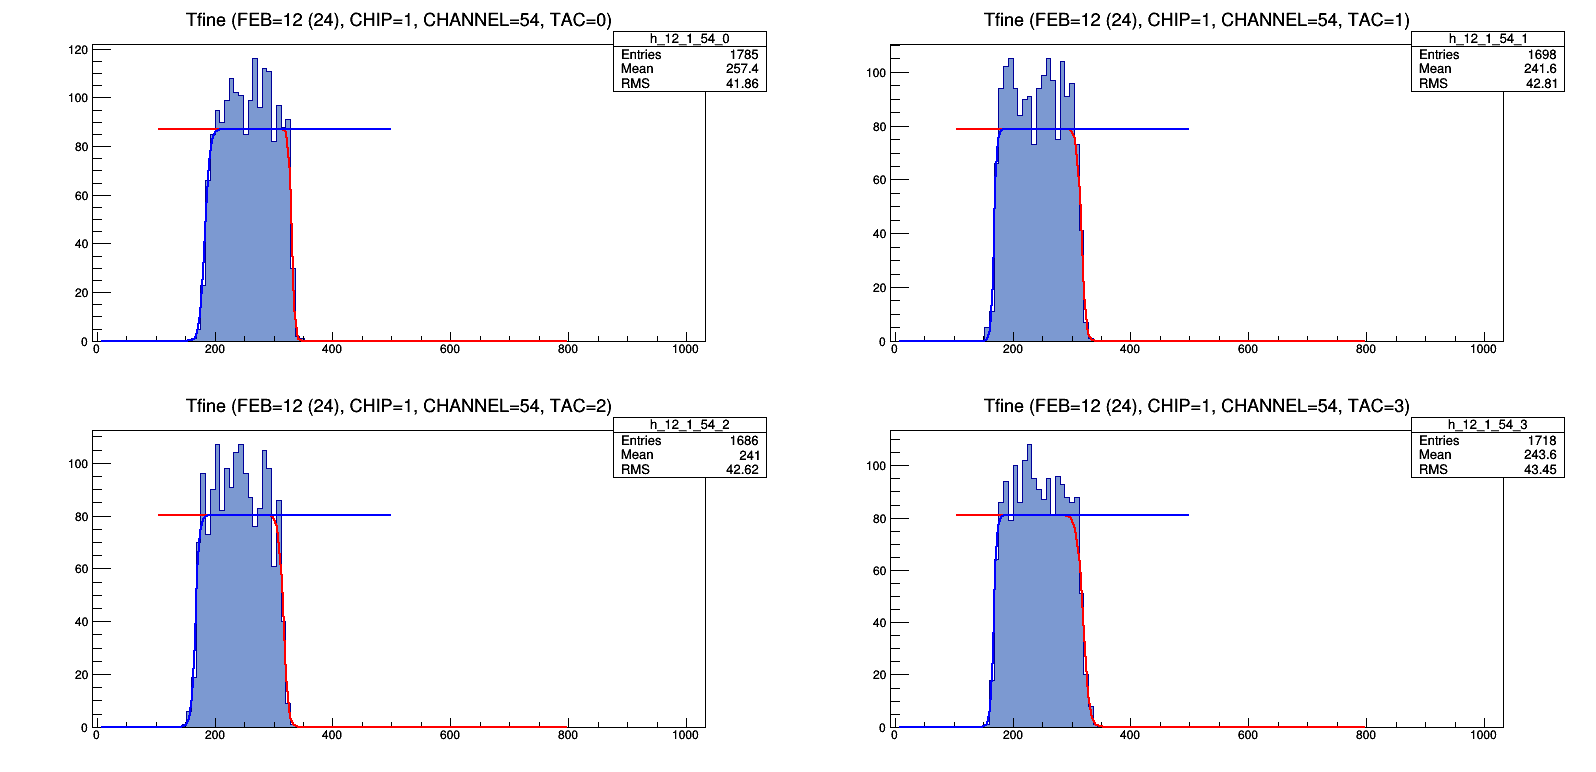 Tfine (FEB=12 (24), CHIP=1, CHANNEL=54, TAC=0)
h_12_1_54_0
Entries 1785
Mean 257.4
RMS 41.86
120
100
80
60
40
20
0
0 200 400 600 800 1000
Tfine (FEB=12 (24), CHIP=1, CHANNEL=54, TAC=1)
h_12_1_54_1
Entries 1698
Mean 241.6
RMS 42.81
100
80
60
40
20
0
0 200 400 600 800 1000
Tfine (FEB=12 (24), CHIP=1, CHANNEL=54, TAC=2)
h_12_1_54_2
Entries 1686
Mean 241
RMS 42.62
100
80
60
40
20
0
0 200 400 600 800 1000
Tfine (FEB=12 (24), CHIP=1, CHANNEL=54, TAC=3)
h_12_1_54_3
Entries 1718
Mean 243.6
RMS 43.45
100
80
60
40
20
0
0 200 400 600 800 1000